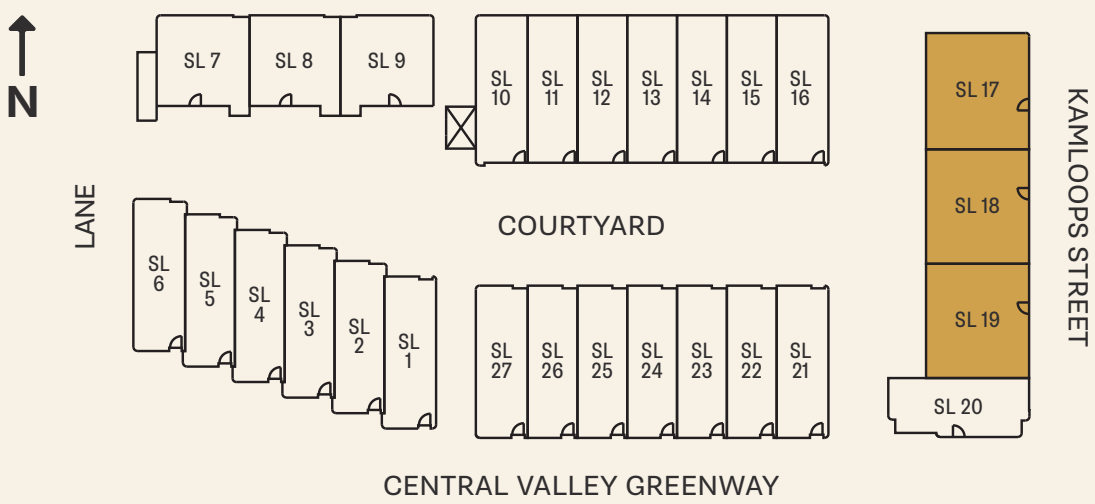 N
SL 7
SL 8
SL 9
SL
10
SL
11
SL
12
SL
13
SL
14
SL
15
SL
16
SL 17
SL 18
SL 19
SL 20
KAMLOOPS STREET
LANE
COURTYARD
SL
6
SL
5
SL
4
SL
3
SL
2
SL
1
SL
27
SL
26
SL
25
SL
24
SL
23
SL
22
SL
21
CENTRAL VALLEY GREENWAY